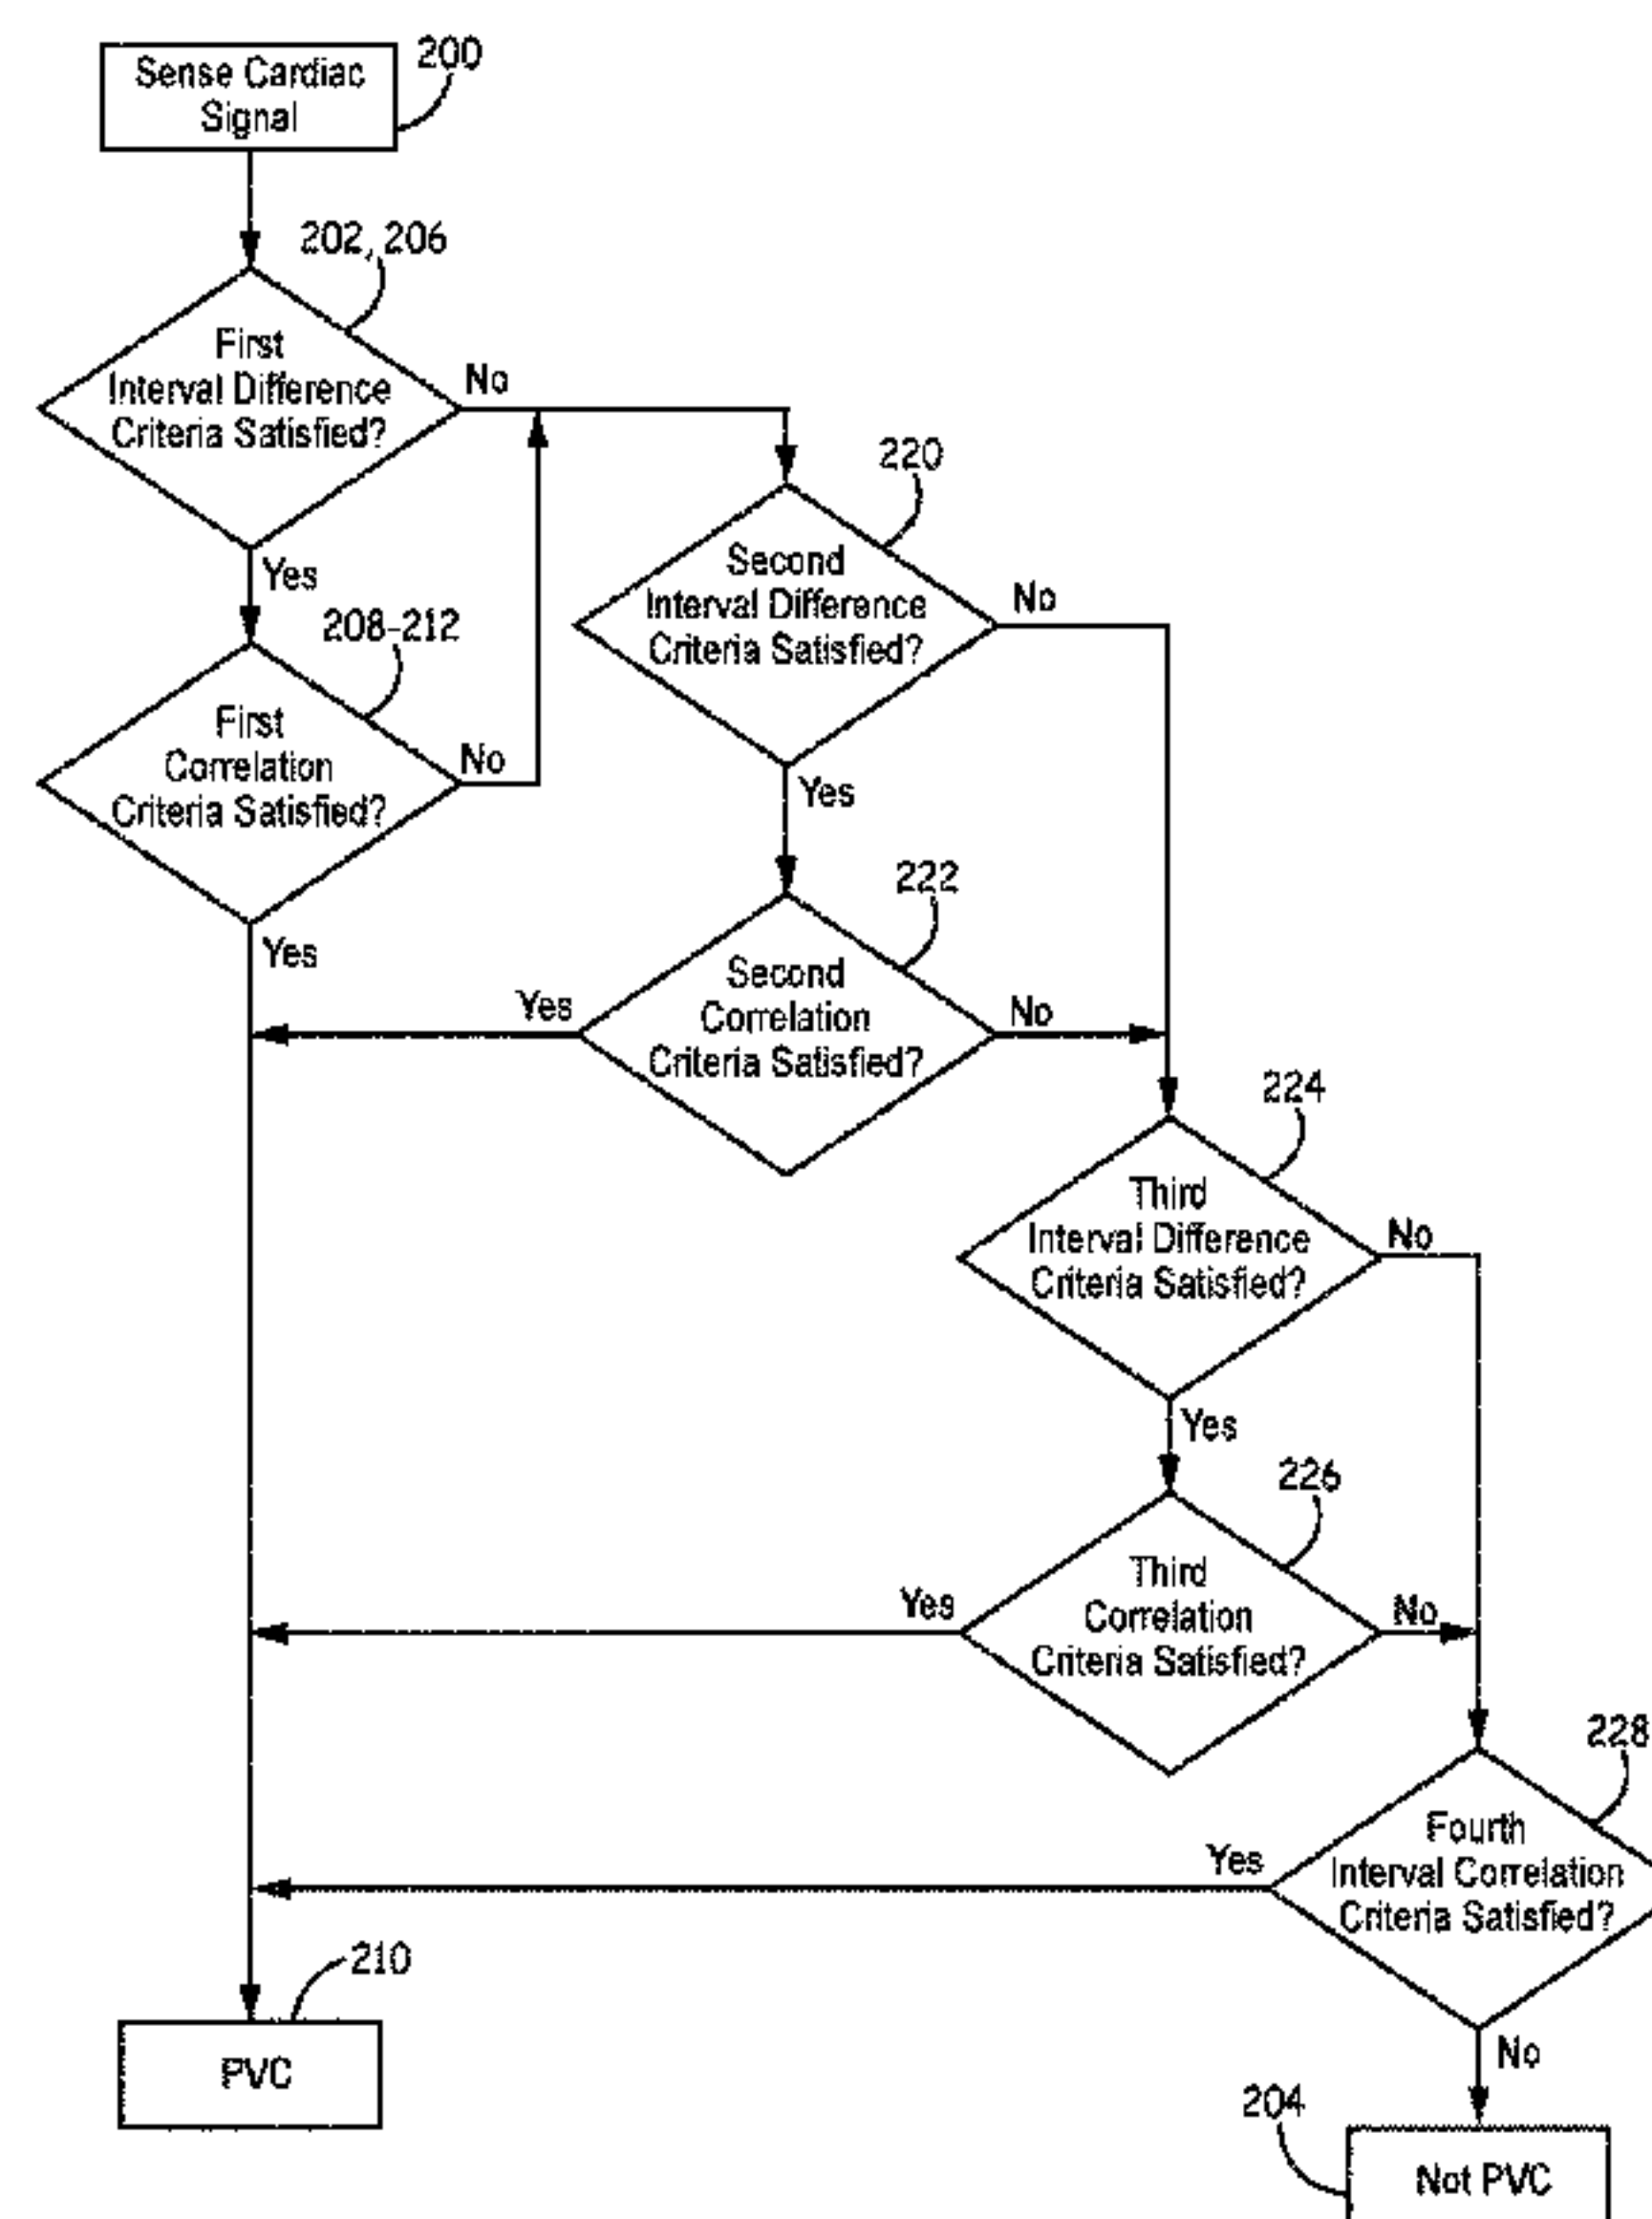 200
Sense Cardiac
Signal
202, 206
First
Interval Difference
Criteria Satisfied?
No
Yes
208-212
First
Correlation
Criteria Satisfied?
No
Yes
220
Second
Interval Difference
Criteria Satisfied?
No
Yes
222
Second
Correlation
Criteria Satisfied?
Yes
No
224
Third
Interval Difference
Criteria Satisfied?
No
Yes
226
Third
Correlation
Criteria Satisfied?
Yes
No
228
Fourth
Interval Correlation
Criteria Satisfied?
Yes
No
210
PVC
204
Not PVC